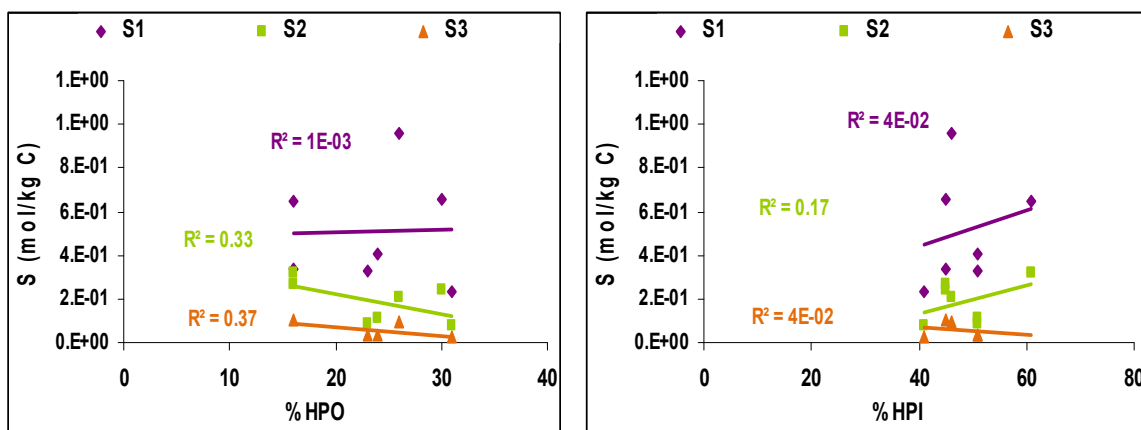 S1 S2 S3
1.E+00
1.E+00
8.E-01
6.E-01
4.E-01
2.E-01
0.E+00
S (mol/kg C)
R² = 1E-03
R² = 0.33
R² = 0.37
0 10 20 30 40
%HPO
S1 S2 S3
1.E+00
1.E+00
8.E-01
6.E-01
4.E-01
2.E-01
0.E+00
S (mol/kg C)
R² = 4E-02
R² = 0.17
R² = 4E-02
0 20 40 60 80
%HPI